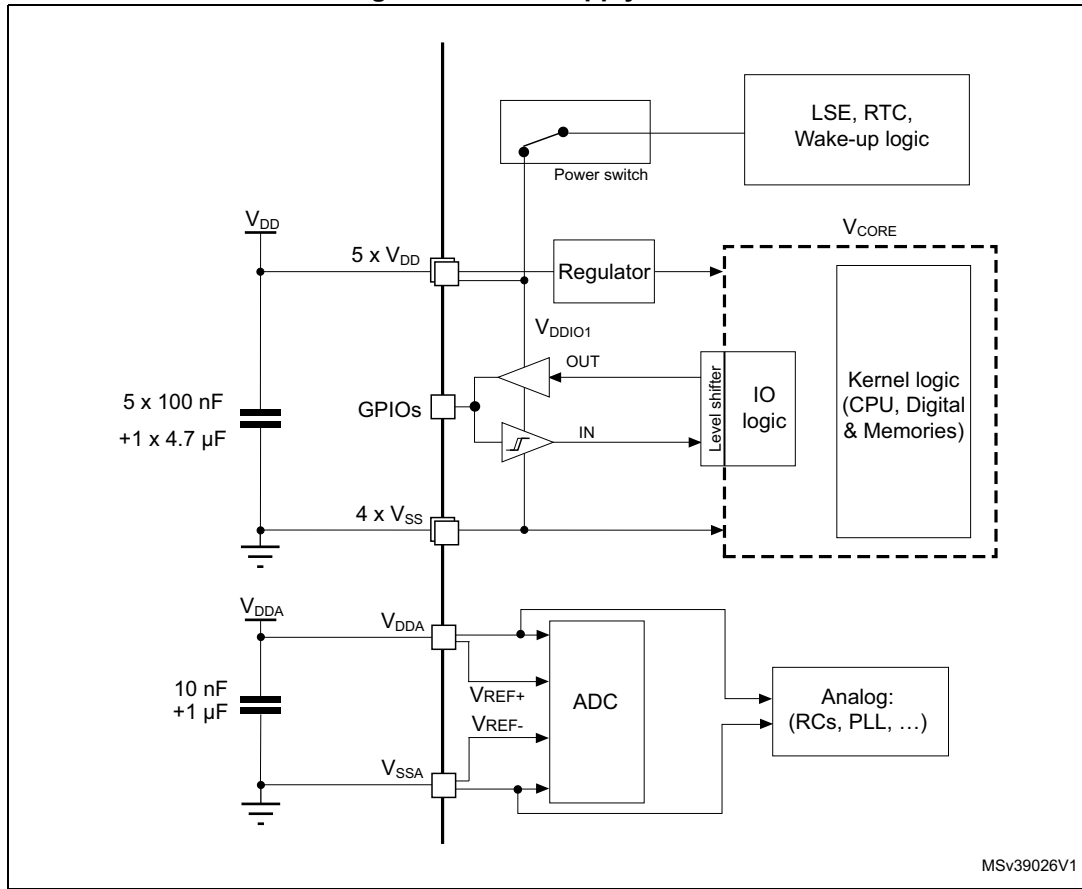 LSE, RTC,
Wake-up logic
Power switch
VDD
VCORE
5 x VDD
Regulator
VDDIO1
OUT
5 x 100 nF
+1 x 4.7 μF
GPIOs
Level shifter
IO
logic
Kernel logic
(CPU, Digital
& Memories)
IN
4 x VSS
VDDA
VDDA
10 nF
+1 μF
VREF+
VREF-
ADC
Analog:
(RCs, PLL, …)
VSSA
MSv39026V1